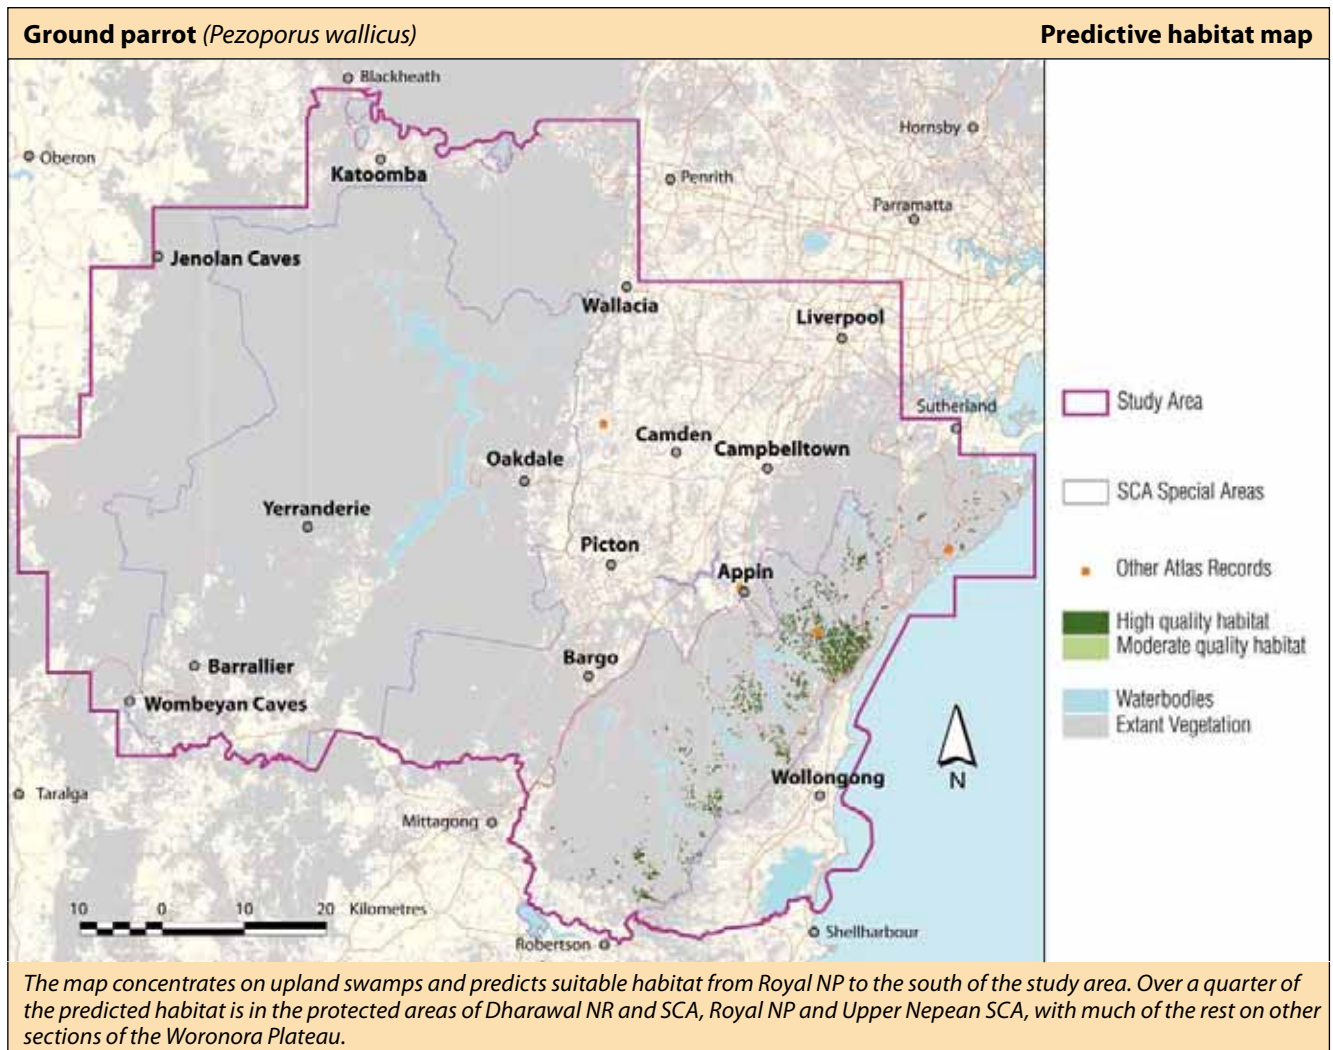 Ground parrot (Pezoporus wallicus)
Predictive habitat map
Blackheath
Hornsby
Oberon
Katoomba
Penrith
Parramatta
Jenolan Caves
Wallacia
Liverpool
Study Area
Sutherland
Camden
Campbelltown
Oakdale
SCA Special Areas
Yerranderie
Picton
Appin
Other Atlas Records
High quality habitat
Moderate quality habitat
Bargo
Barrallier
Wombeyan Caves
Waterbodies
Extant Vegetation
Wollongong
N
Taralga
Mittagong
10 0 10 20 Kilometres
Robertson
Shellharbour
The map concentrates on upland swamps and predicts suitable habitat from Royal NP to the south of the study area. Over a quarter of
the predicted habitat is in the protected areas of Dharawal NR and SCA, Royal NP and Upper Nepean SCA, with much of the rest on other
sections of the Woronora Plateau.